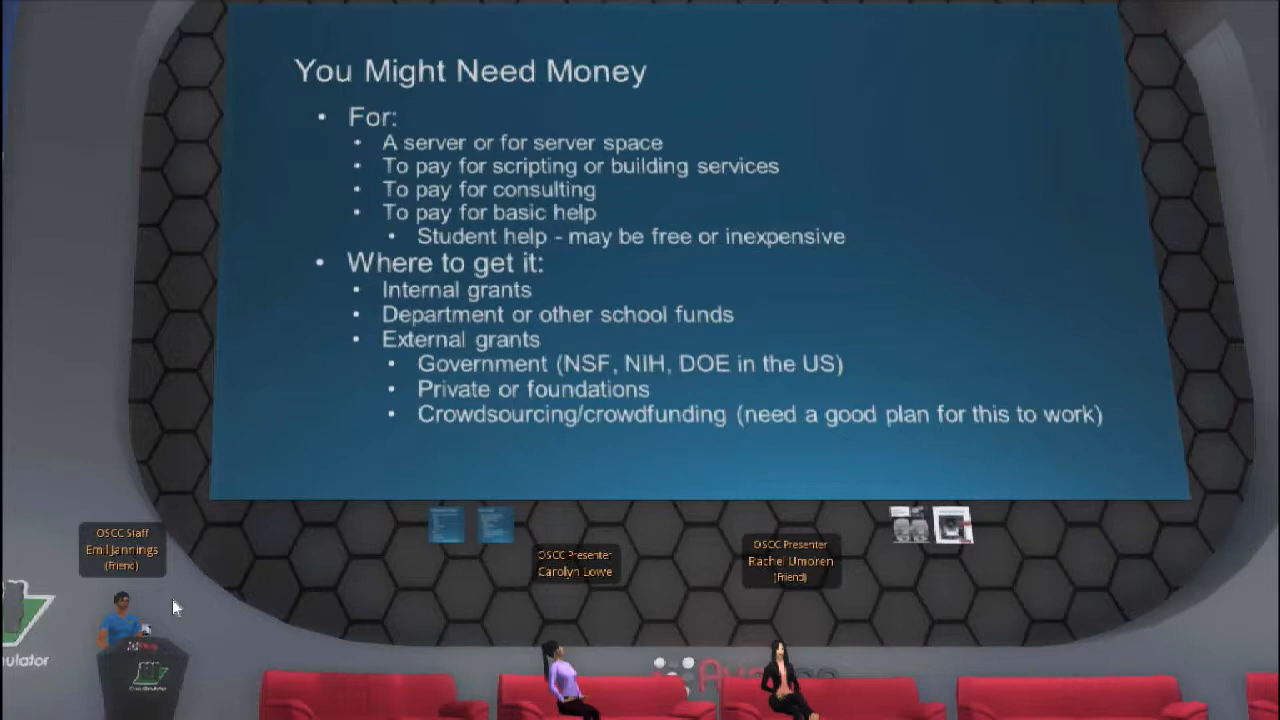 You Might Need Money
• For:
• A server or for server space
• To pay for scripting or building services
• To pay for consulting
• To pay for basic help
• Student help - may be free or inexpensive
• Where to get it:
• Internal grants
• Department or other school funds
• External grants
• Government (NSF, NIH, DOE in the US)
• Private or foundations
• Crowdsourcing/crowdfunding (need a good plan for this to work)
OSCC Staff
Emil Jannings
(Friend)
OSCC Presenter
Carolyn Lowe
OSCC Presenter
Rachel Umoren
(Friend)